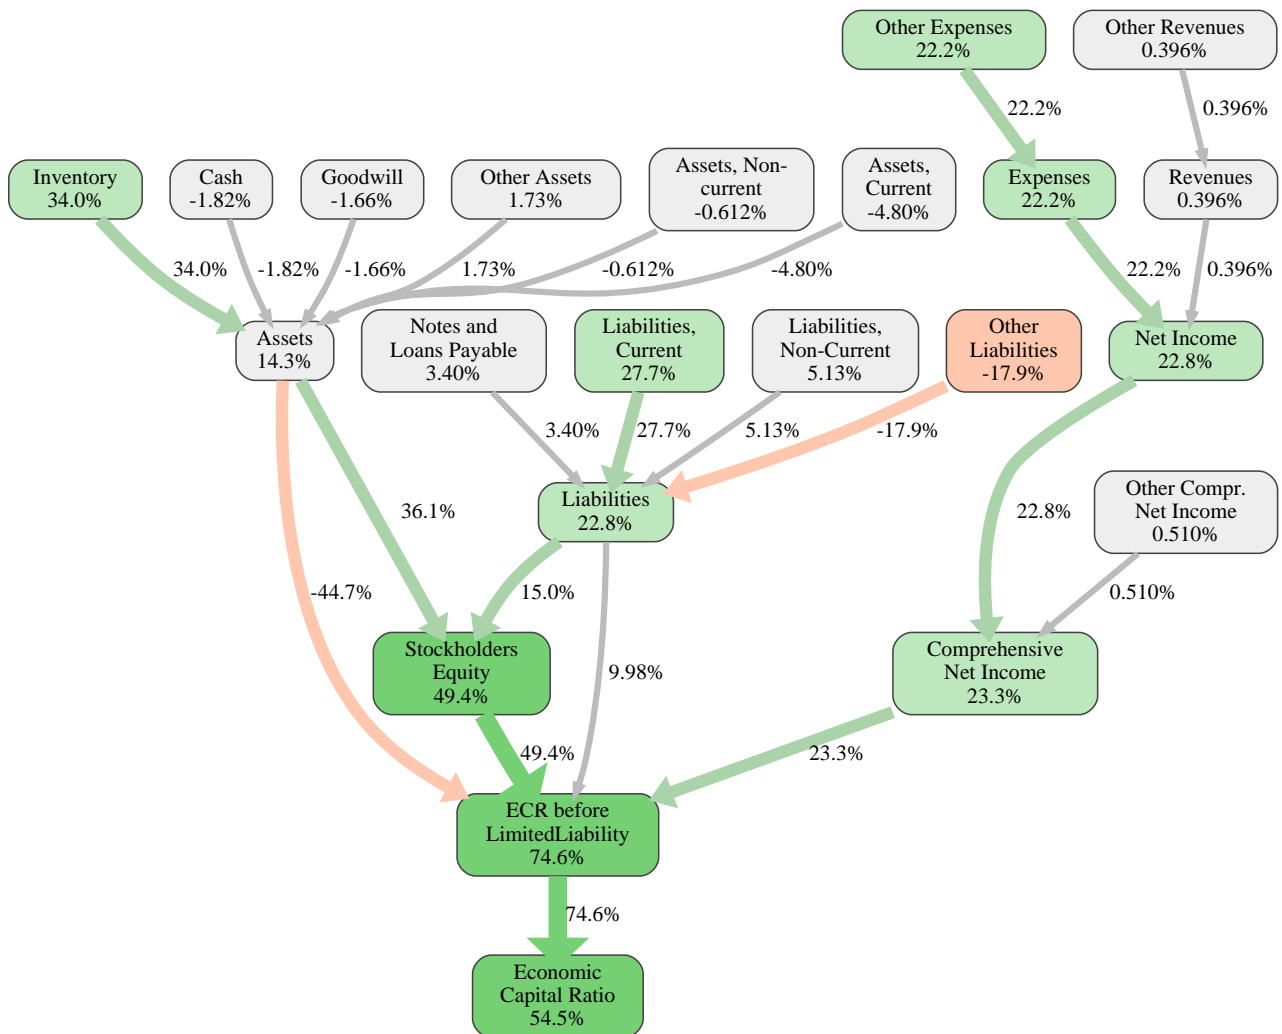 Other Expenses
22.2%
Other Revenues
0.396%
22.2%
0.396%
Inventory
34.0%
Cash
-1.82%
Goodwill
-1.66%
Other Assets
1.73%
Assets, Non-
current
-0.612%
Assets,
Current
-4.80%
Expenses
22.2%
Revenues
0.396%
34.0%
-1.82%
-1.66%
1.73%
-0.612%
-4.80%
22.2%
0.396%
Assets
14.3%
Notes and
Loans Payable
3.40%
Liabilities,
Current
27.7%
Liabilities,
Non-Current
5.13%
Other
Liabilities
-17.9%
Net Income
22.8%
3.40%
27.7%
5.13%
-17.9%
36.1%
Liabilities
22.8%
22.8%
Other Compr.
Net Income
0.510%
-44.7%
15.0%
0.510%
Stockholders
Equity
49.4%
9.98%
Comprehensive
Net Income
23.3%
49.4%
23.3%
ECR before
LimitedLiability
74.6%
74.6%
Economic
Capital Ratio
54.5%